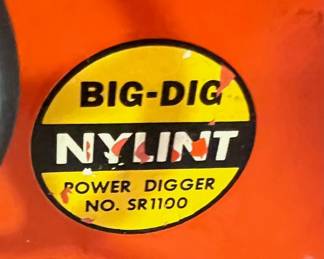 BIG-DIG
NYLINT
POWER DIGGER
NO. SR1100